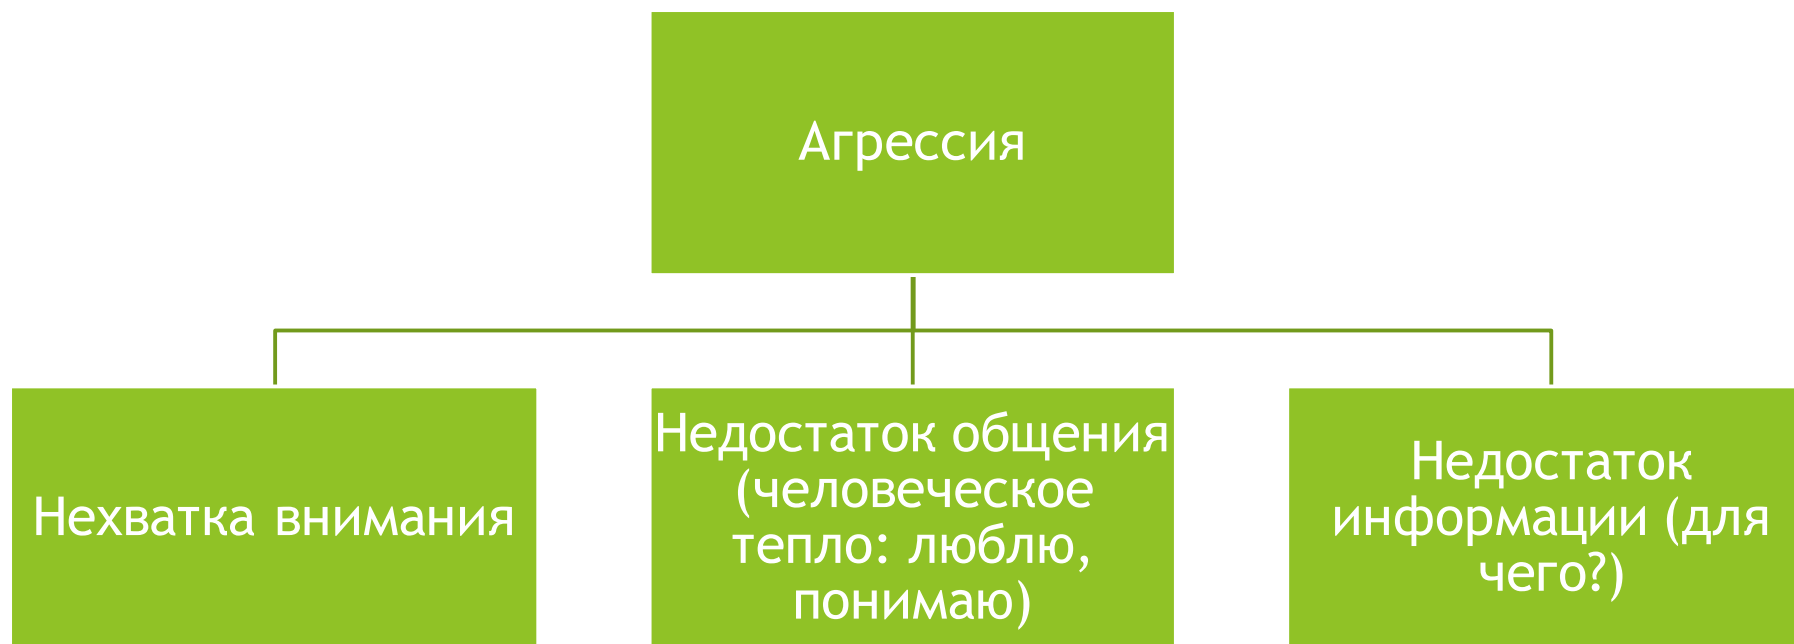 Агрессия
Нехватка внимания
Недостаток общения
(человеческое
тепло: люблю,
понимаю)
Недостаток
информации (для
чего?)